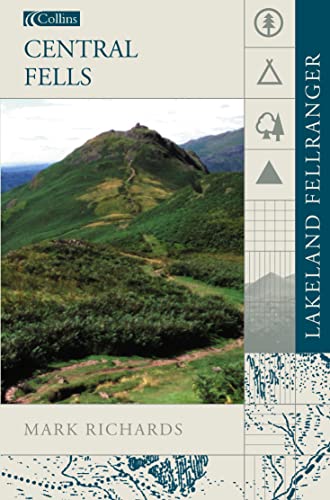 Collins
CENTRAL
FELLS
LAKELAND FELLRANGER
MARK RICHARDS